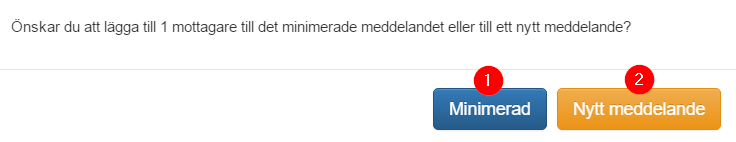 Önskar du att lägga till 1 mottagare till det minimerade meddelandet eller till ett nytt meddelande?
1 2
Minimerad Nytt meddelande